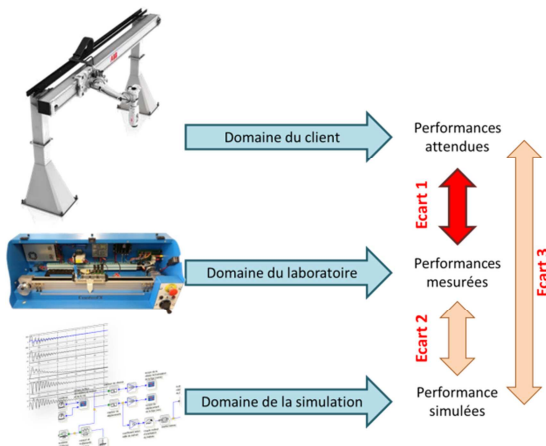 Domaine du client
Performances
attendues
Ecart 1
Ecart 3
Domaine du laboratoire
Performances
mesurées
Ecart 2
Domaine de la simulation
Performance
simulées